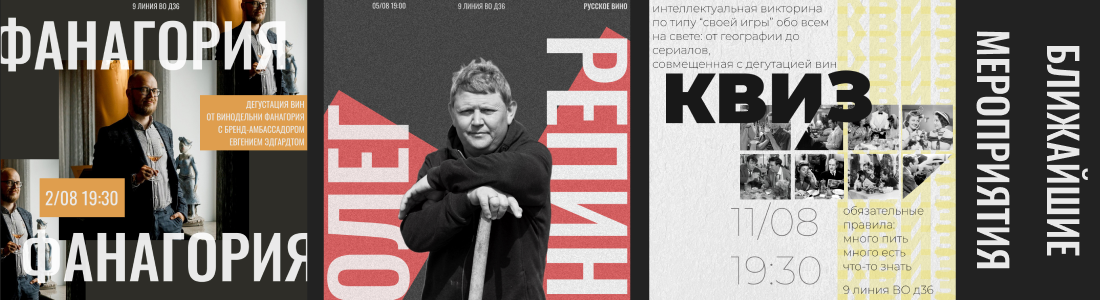 9 ЛИНИЯ ВО Д36
ФАНАГОРИЯ
ДЕГУСТАЦИЯ ВИН
ОТ ВИНОДЕЛЬНИ ФАНАГОРИЯ
С БРЕНД-АМБАССАДОРОМ
ЕВГЕНИЕМ ЭДГАРДТОМ
2/08 19:30
ФАНАГОРИЯ
05/08 19:00
9 ЛИНИЯ ВО Д36
РУССКОЕ ВИНО
ОЛЕГ
РЕПИН
интеллектуальная викторина
по типу “своей игры” обо всем
на свете: от географии до
сериалов,
совмещенная с дегутацией вин
КВИЗ
11/08
19:30
обязательные
правила:
много пить
много есть
что-то знать
9 линия ВО д36
БЛИЖАЙШИЕ
МЕРОПРИЯТИЯ